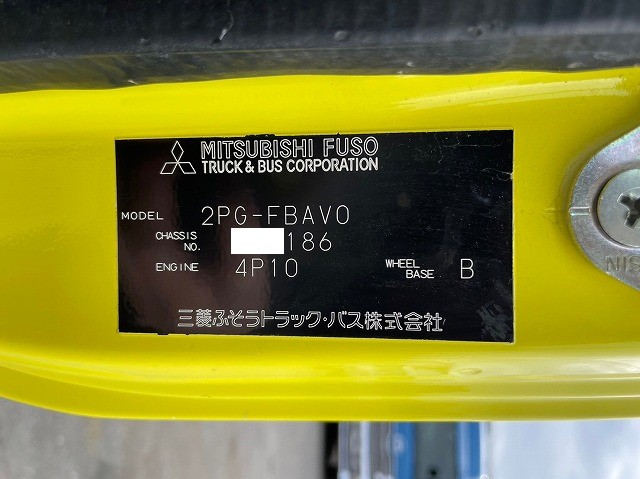 MITSUBISHI FUSO
TRUCK & BUS CORPORATION
MODEL 2PG-FBAV0
CHASSIS NO. 186
ENGINE 4P10 WHEEL BASE B
三菱ふそうトラック・バス株式会社
NIS